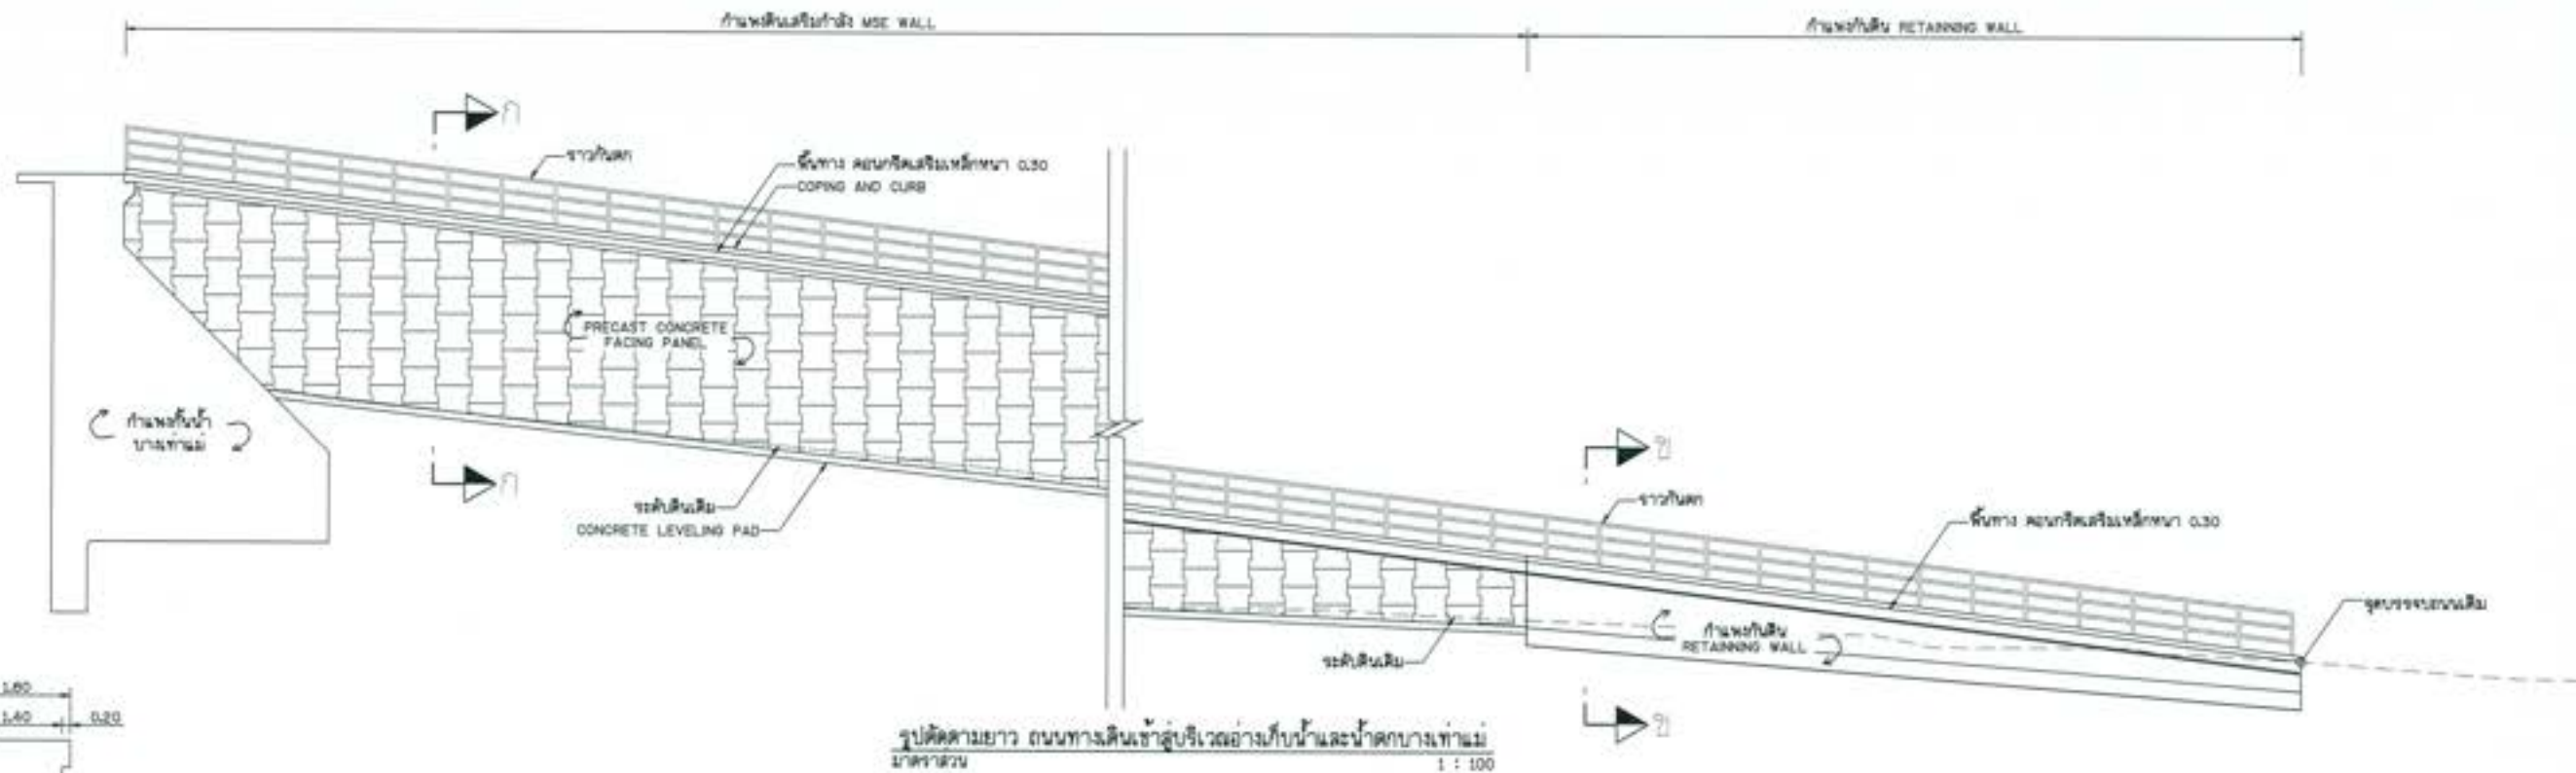 กำแพงดินเสริมกำลัง MSE WALL
กำแพงกันดิน RETAINNING WALL
ก
ราวกันตก
พื้นทาง คอนกรีตเสริมเหล็กหนา 0.30
COPING AND CURB
PRECAST CONCRETE
FACING PANEL
กำแพงกั้นน้ำ
บางเท่าแม่
ก
ระดับดินเดิม
CONCRETE LEVELING PAD
ข
ราวกันตก
พื้นทาง คอนกรีตเสริมเหล็กหนา 0.30
จุดบรรจบถนนเดิม
กำแพงกันดิน
RETAINNING WALL
ระดับดินเดิม
ข
1.60
1.40
0.20
รูปตัดตามยาว ถนนทางเดินเข้าสู่บริเวณอ่างเก็บน้ำและน้ำตกบางเท่าแม่
มาตราส่วน 1 : 100